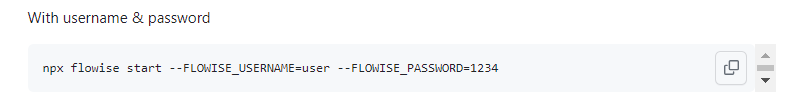 With username & password
npx flowise start --FLOWISE_USERNAME=user --FLOWISE_PASSWORD=1234